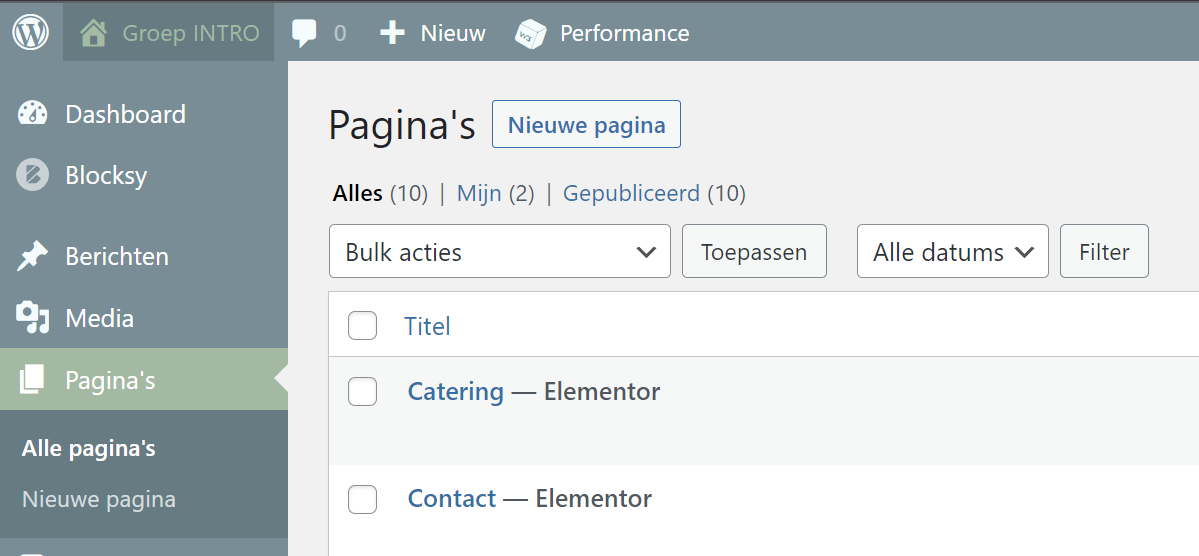 Groep INTRO 0 Nieuw W3 Performance
Dashboard
Blocksy
Berichten
Media
Pagina's
Alle pagina's
Nieuwe pagina
Pagina's Nieuwe pagina
Alles (10) | Mijn (2) | Gepubliceerd (10)
Bulk acties Toepassen Alle datums Filter
Titel
Catering — Elementor
Contact — Elementor